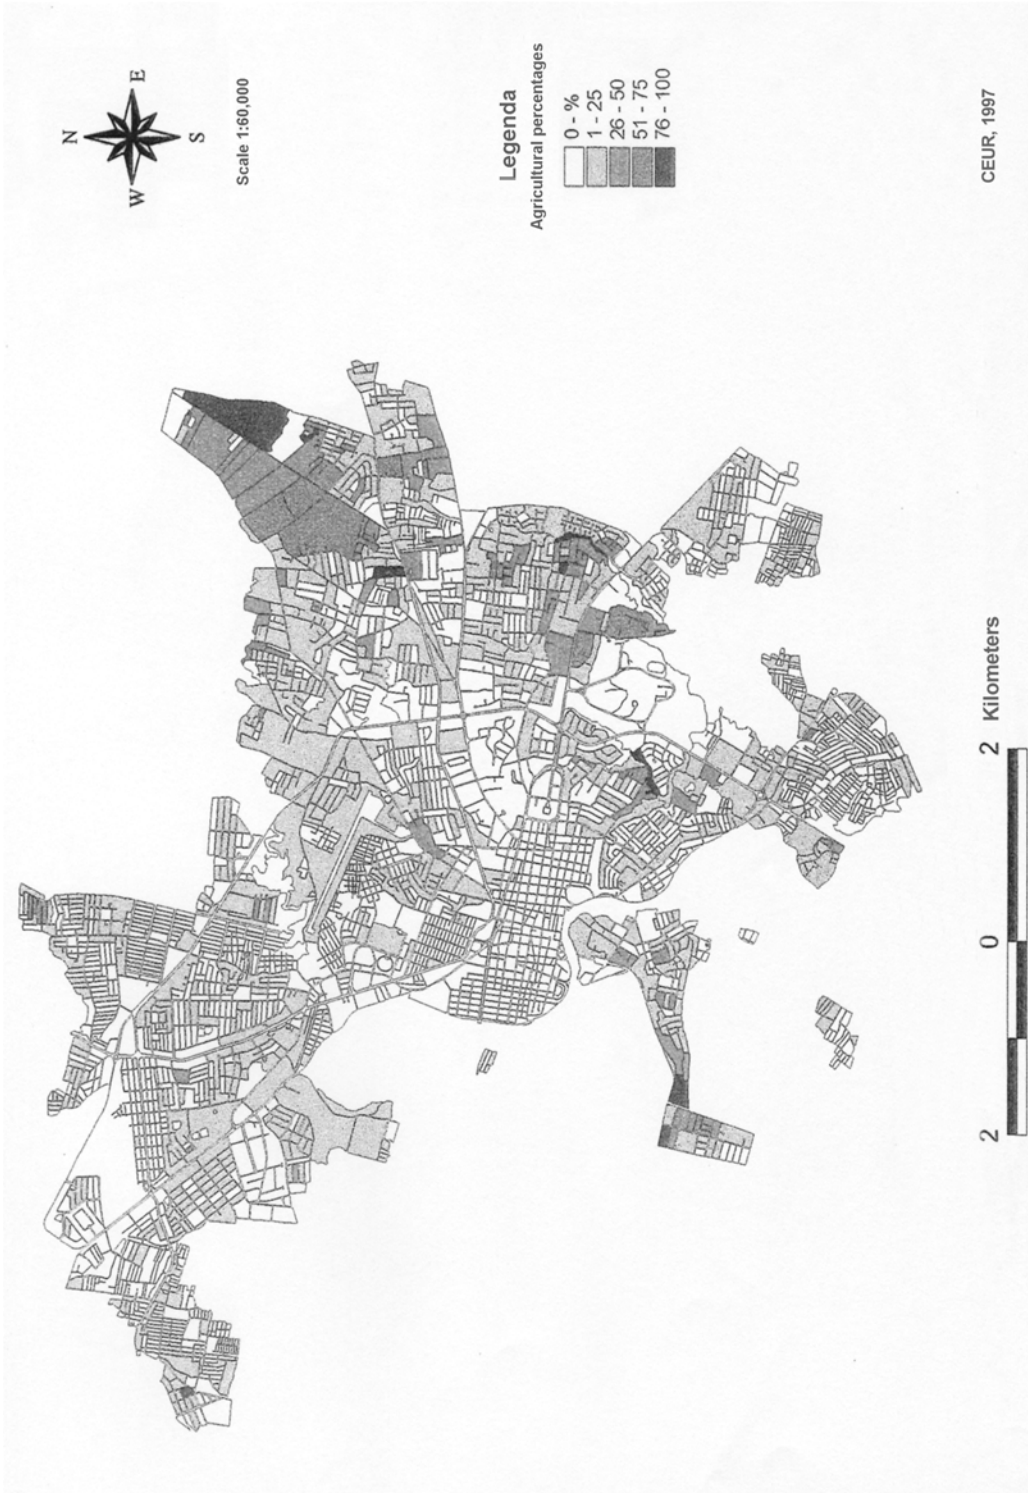 N
W E
S
Scale 1:60,000
Legenda
Agricultural percentages
0 - %
1 - 25
26 - 50
51 - 75
76 - 100
2 0 2 Kilometers
CEUR, 1997